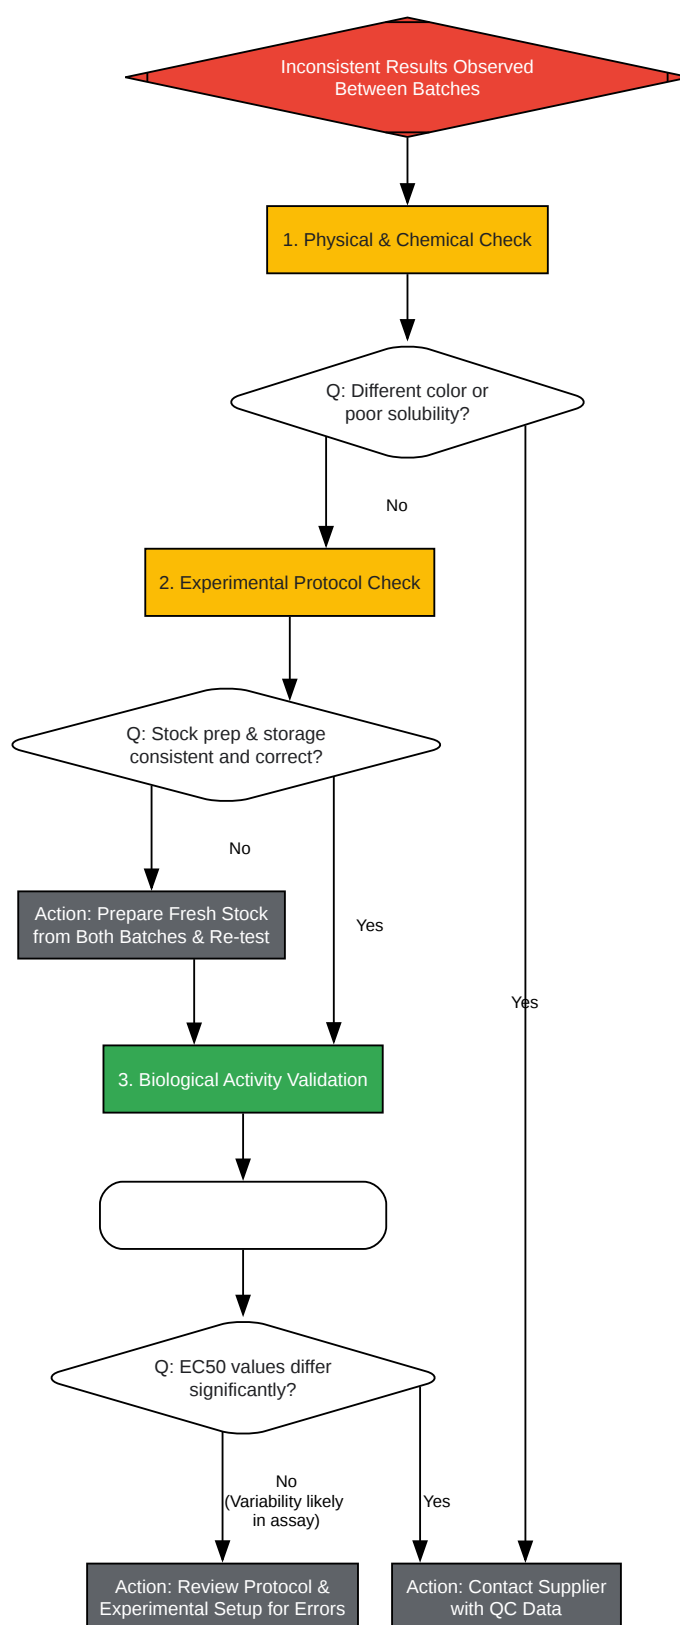 Inconsistent Results Observed
Between Batches
1. Physical & Chemical Check
Q: Different color or
poor solubility?
No
2. Experimental Protocol Check
Q: Stock prep & storage
consistent and correct?
No
Action: Prepare Fresh Stock
from Both Batches & Re-test
Yes
Yes
3. Biological Activity Validation
Q: EC50 values differ
significantly?
No
(Variability likely
in assay)
Yes
Action: Review Protocol &
Experimental Setup for Errors
Action: Contact Supplier
with QC Data